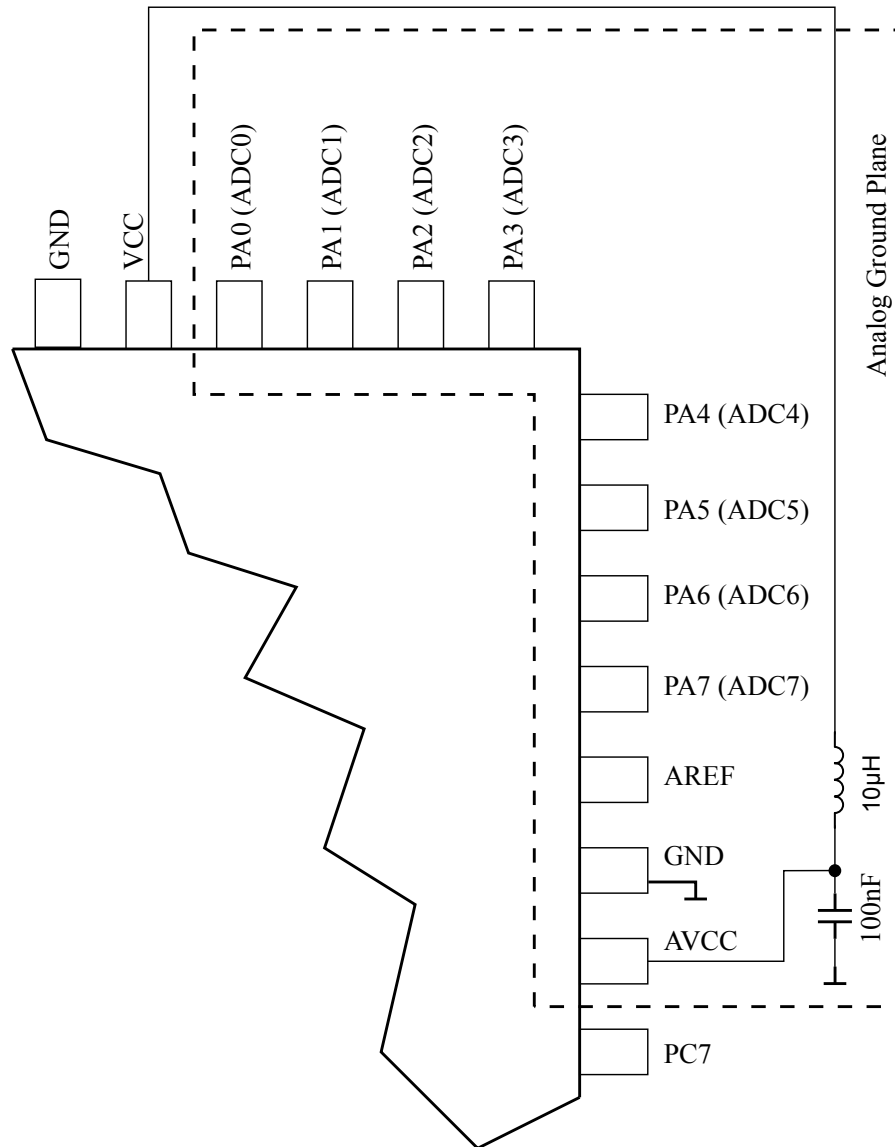 GND
VCC
PA0 (ADC0)
PA1 (ADC1)
PA2 (ADC2)
PA3 (ADC3)
Analog Ground Plane
PA4 (ADC4)
PA5 (ADC5)
PA6 (ADC6)
PA7 (ADC7)
AREF
10µH
GND
100nF
AVCC
PC7